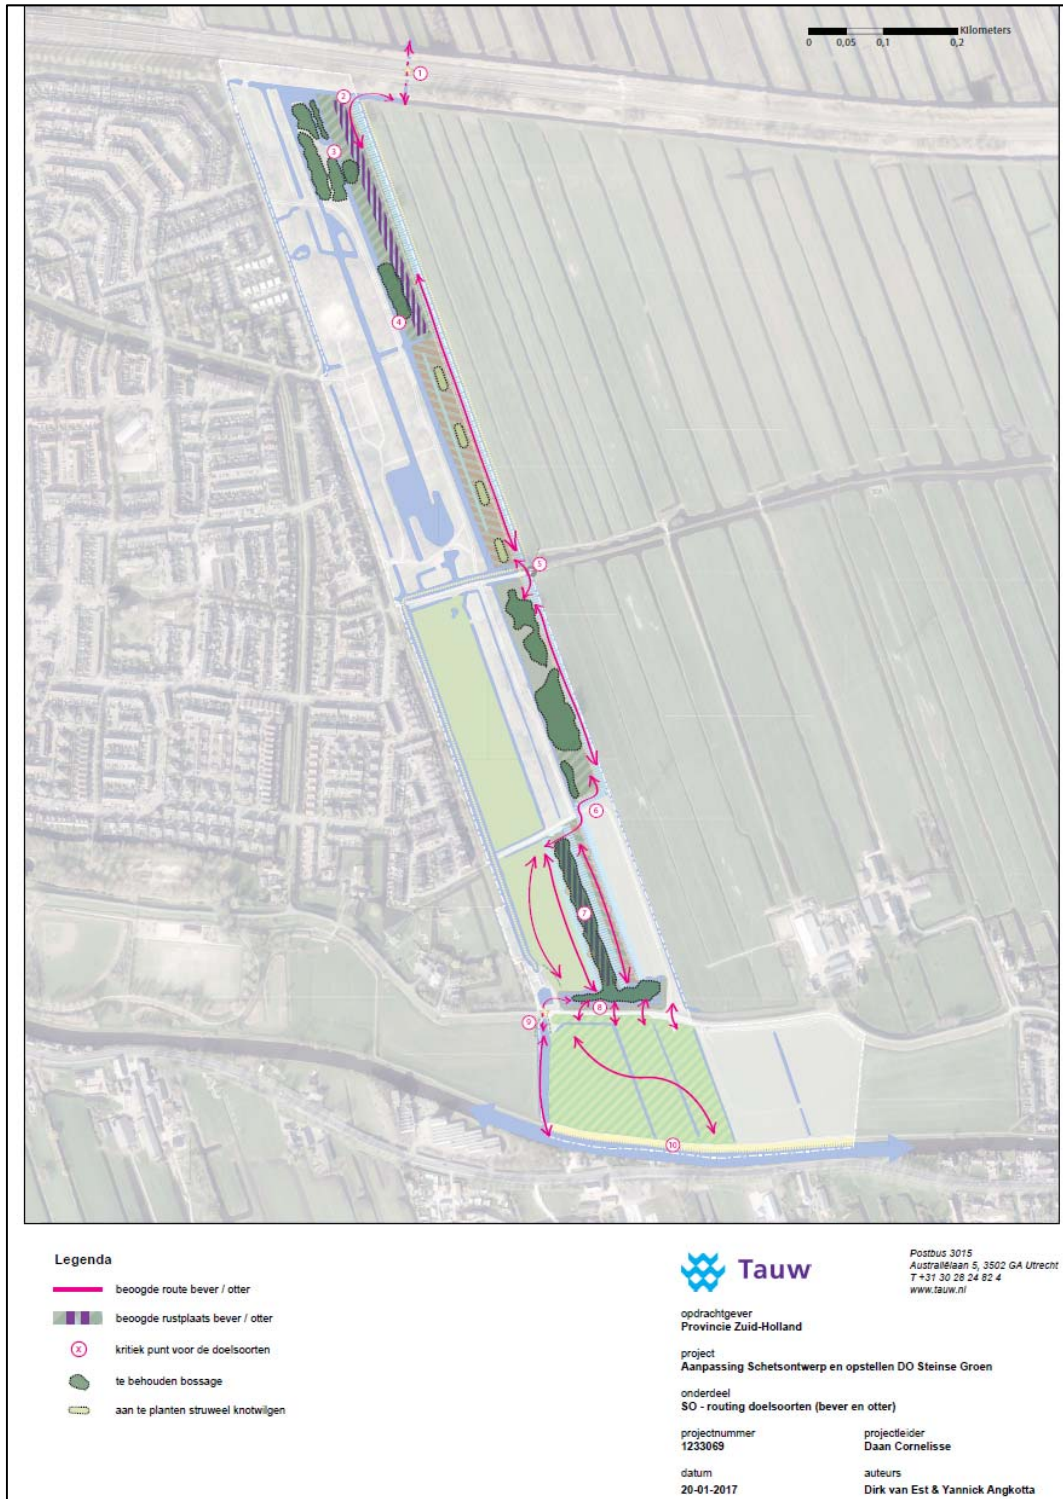 Kilometers
0 0,05 0,1 0,2
1
2
3
4
5
6
7
8
9
10
Legenda
beoogde route bever / otter
beoogde rustplaats bever / otter
X kritiek punt voor de doelsoorten
te behouden bossage
aan te planten struweel knotwilgen
Tauw
Postbus 3015
Australiëlaan 5, 3502 GA Utrecht
T +31 30 28 24 82 4
www.tauw.nl
opdrachtgever
Provincie Zuid-Holland
project
Aanpassing Schetsontwerp en opstellen DO Steinse Groen
onderdeel
SO - routing doelsoorten (bever en otter)
projectnummer projectleider
1233069 Daan Cornelisse
datum auteurs
20-01-2017 Dirk van Est & Yannick Angkotta